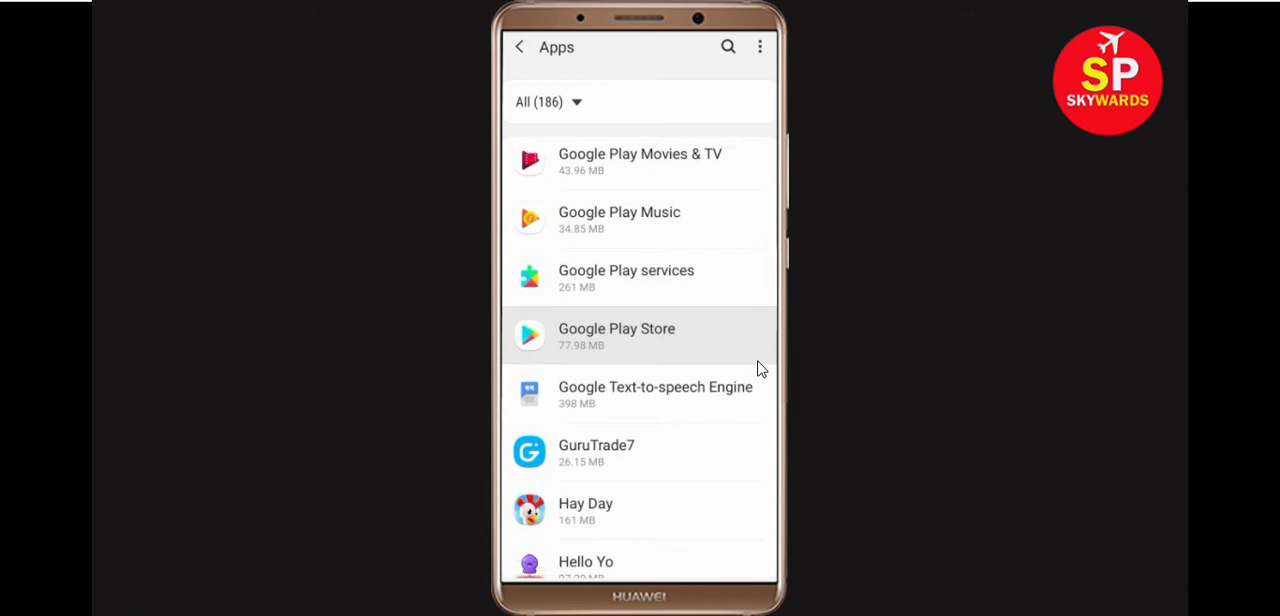 Apps
All (186)
Google Play Movies & TV
43.96 MB
Google Play Music
34.85 MB
Google Play services
261 MB
Google Play Store
77.98 MB
Google Text-to-speech Engine
398 MB
GuruTrade7
26.15 MB
Hay Day
161 MB
Hello Yo
HUAWEI
SP
SKYWARDS